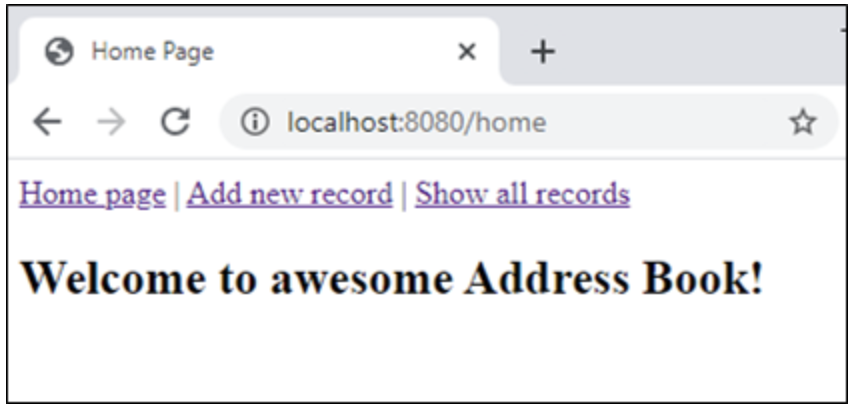 Home Page
localhost:8080/home
Home page | Add new record | Show all records
Welcome to awesome Address Book!